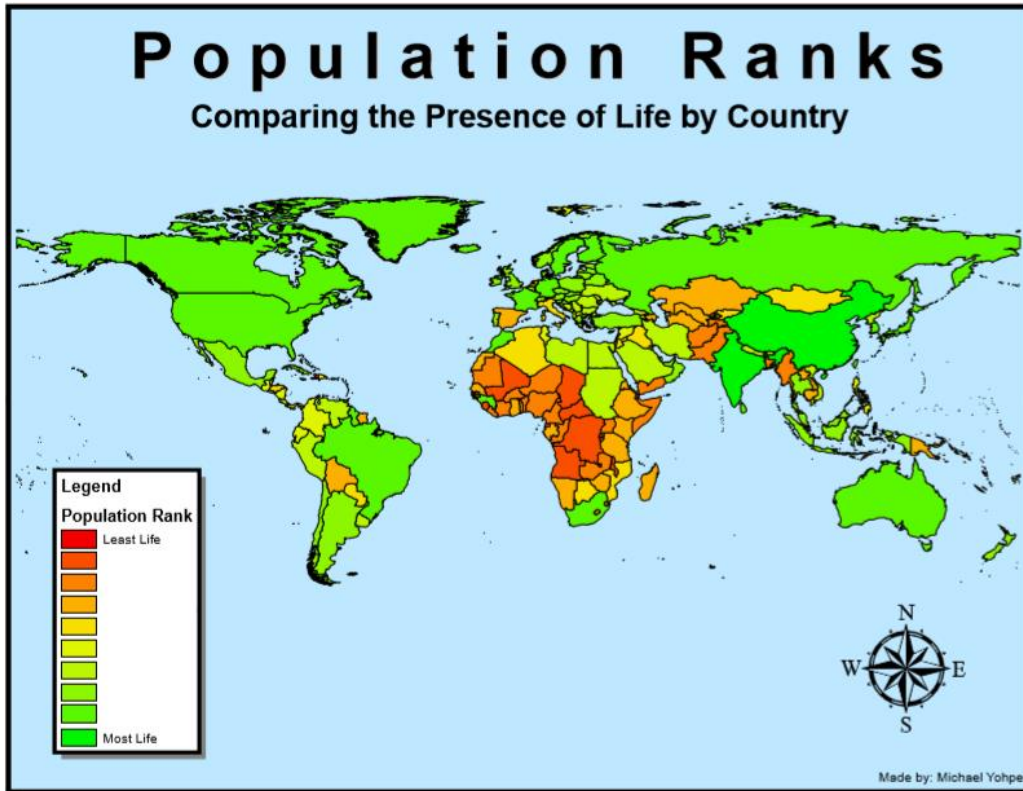 Population Ranks
Comparing the Presence of Life by Country
Legend
Population Rank
Least Life
Most Life
N
W E
S
Made by: Michael Yohpe